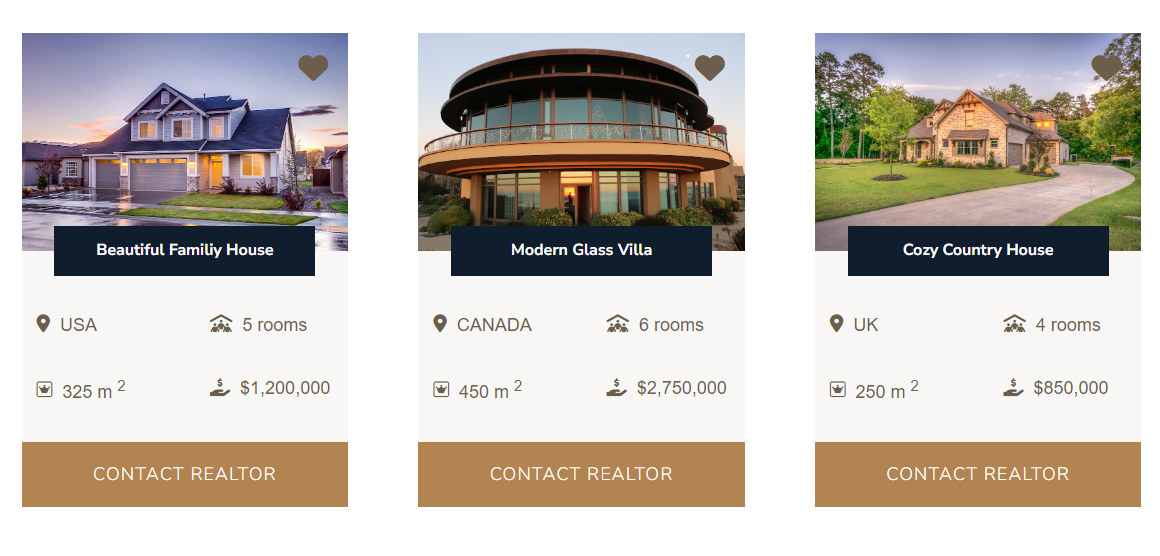 Beautiful Familiy House
USA
5 rooms
325 m 2
$1,200,000
CONTACT REALTOR
Modern Glass Villa
CANADA
6 rooms
450 m 2
$2,750,000
CONTACT REALTOR
Cozy Country House
UK
4 rooms
250 m 2
$850,000
CONTACT REALTOR